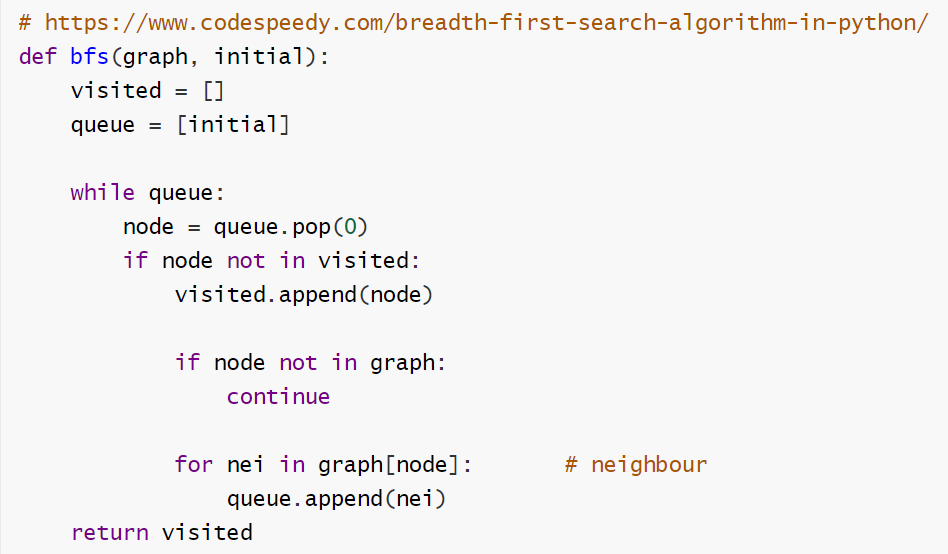 # https://www.codespeedy.com/breadth-first-search-algorithm-in-python/
def bfs(graph, initial):
    visited = []
    queue = [initial]

    while queue:
        node = queue.pop(0)
        if node not in visited:
            visited.append(node)

            if node not in graph:
                continue

            for nei in graph[node]:       # neighbour
                queue.append(nei)
    return visited